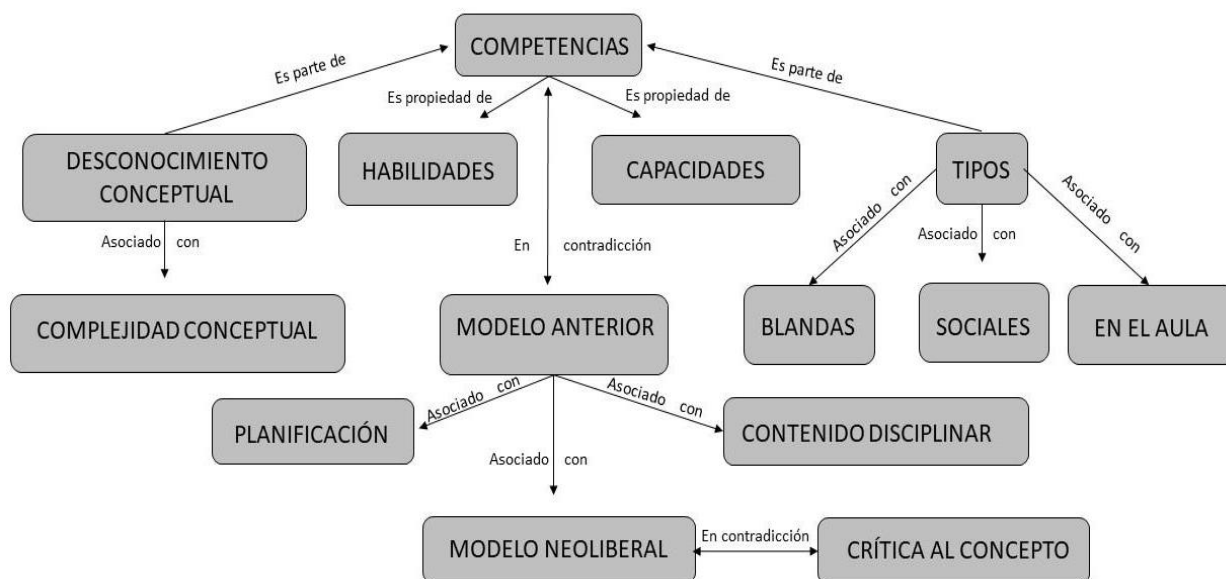 COMPETENCIAS
Es parte de
Es parte de
Es propiedad de
Es propiedad de
DESCONOCIMIENTO
CONCEPTUAL
HABILIDADES
CAPACIDADES
TIPOS
Asociado con
En contradicción
Asociado con
Asociado con
Asociado con
COMPLEJIDAD CONCEPTUAL
MODELO ANTERIOR
BLANDAS
SOCIALES
EN EL AULA
Asociado con
Asociado con
PLANIFICACIÓN
CONTENIDO DISCIPLINAR
Asociado con
MODELO NEOLIBERAL
En contradicción
CRÍTICA AL CONCEPTO